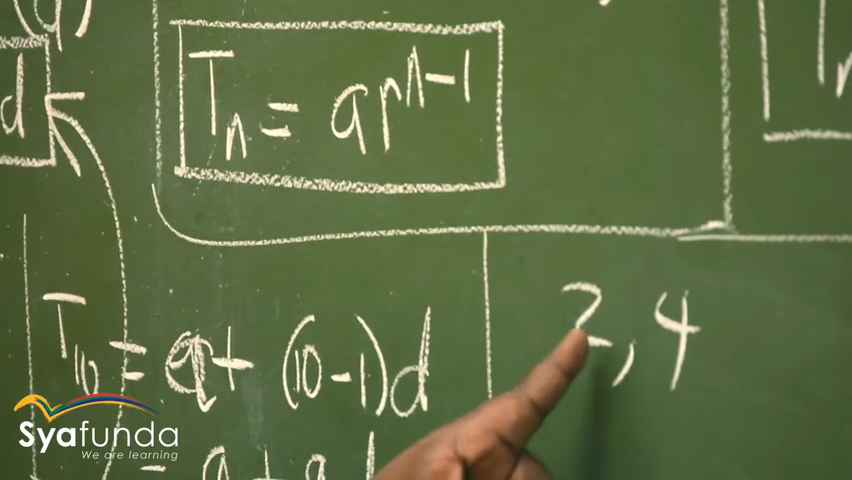 d
Tn = ar^n-1
T10 = a + (10-1)d
2, 4
Syafunda
We are learning